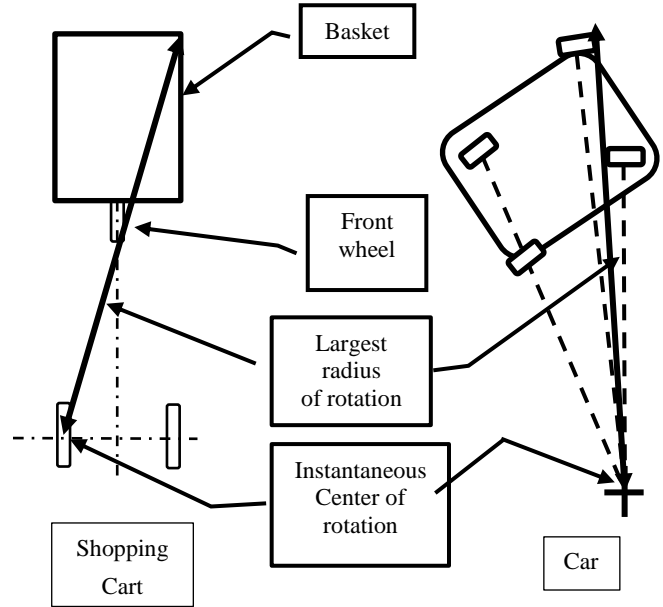 Basket
Front
wheel
Largest
radius
of rotation
Instantaneous
Center of
rotation
Shopping
Cart
Car